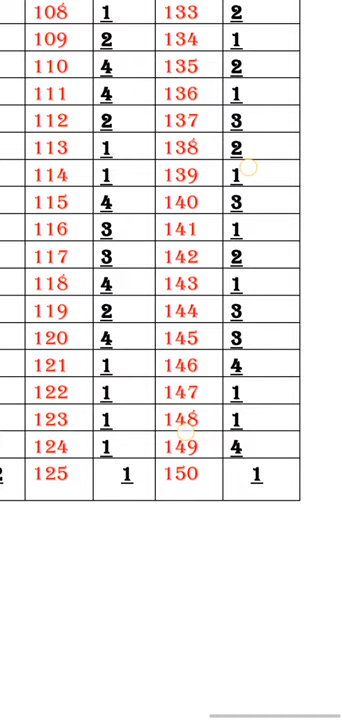 108 1 133 2
109 2 134 1
110 4 135 2
111 4 136 1
112 2 137 3
113 1 138 2
114 1 139 1
115 4 140 3
116 3 141 1
117 3 142 2
118 4 143 1
119 2 144 3
120 4 145 3
121 1 146 4
122 1 147 1
123 1 148 1
124 1 149 4
125 1 150 1